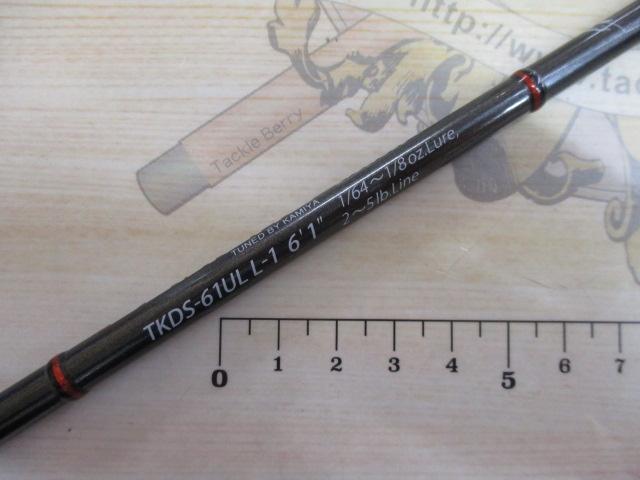 http://www.tac
Tackle Berry
TUNED BY KAMIYA
TKDS-61UL L-1 6'1"
1/64~1/8oz.Lure,
2~5lb.Line
0 1 2 3 4 5 6 7